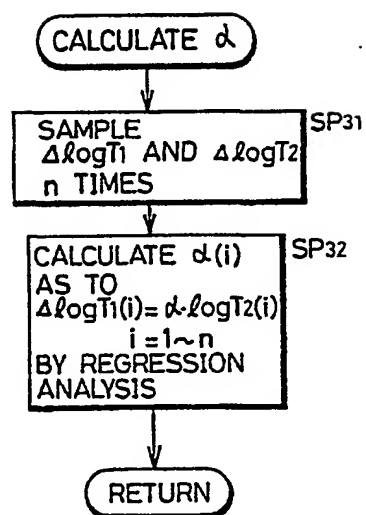 CALCULATE α
SAMPLE
ΔlogT1 AND ΔlogT2
n TIMES
SP31
CALCULATE α(i)
AS TO
ΔlogT1(i)=α·logT2(i)
i=1~n
BY REGRESSION
ANALYSIS
SP32
RETURN